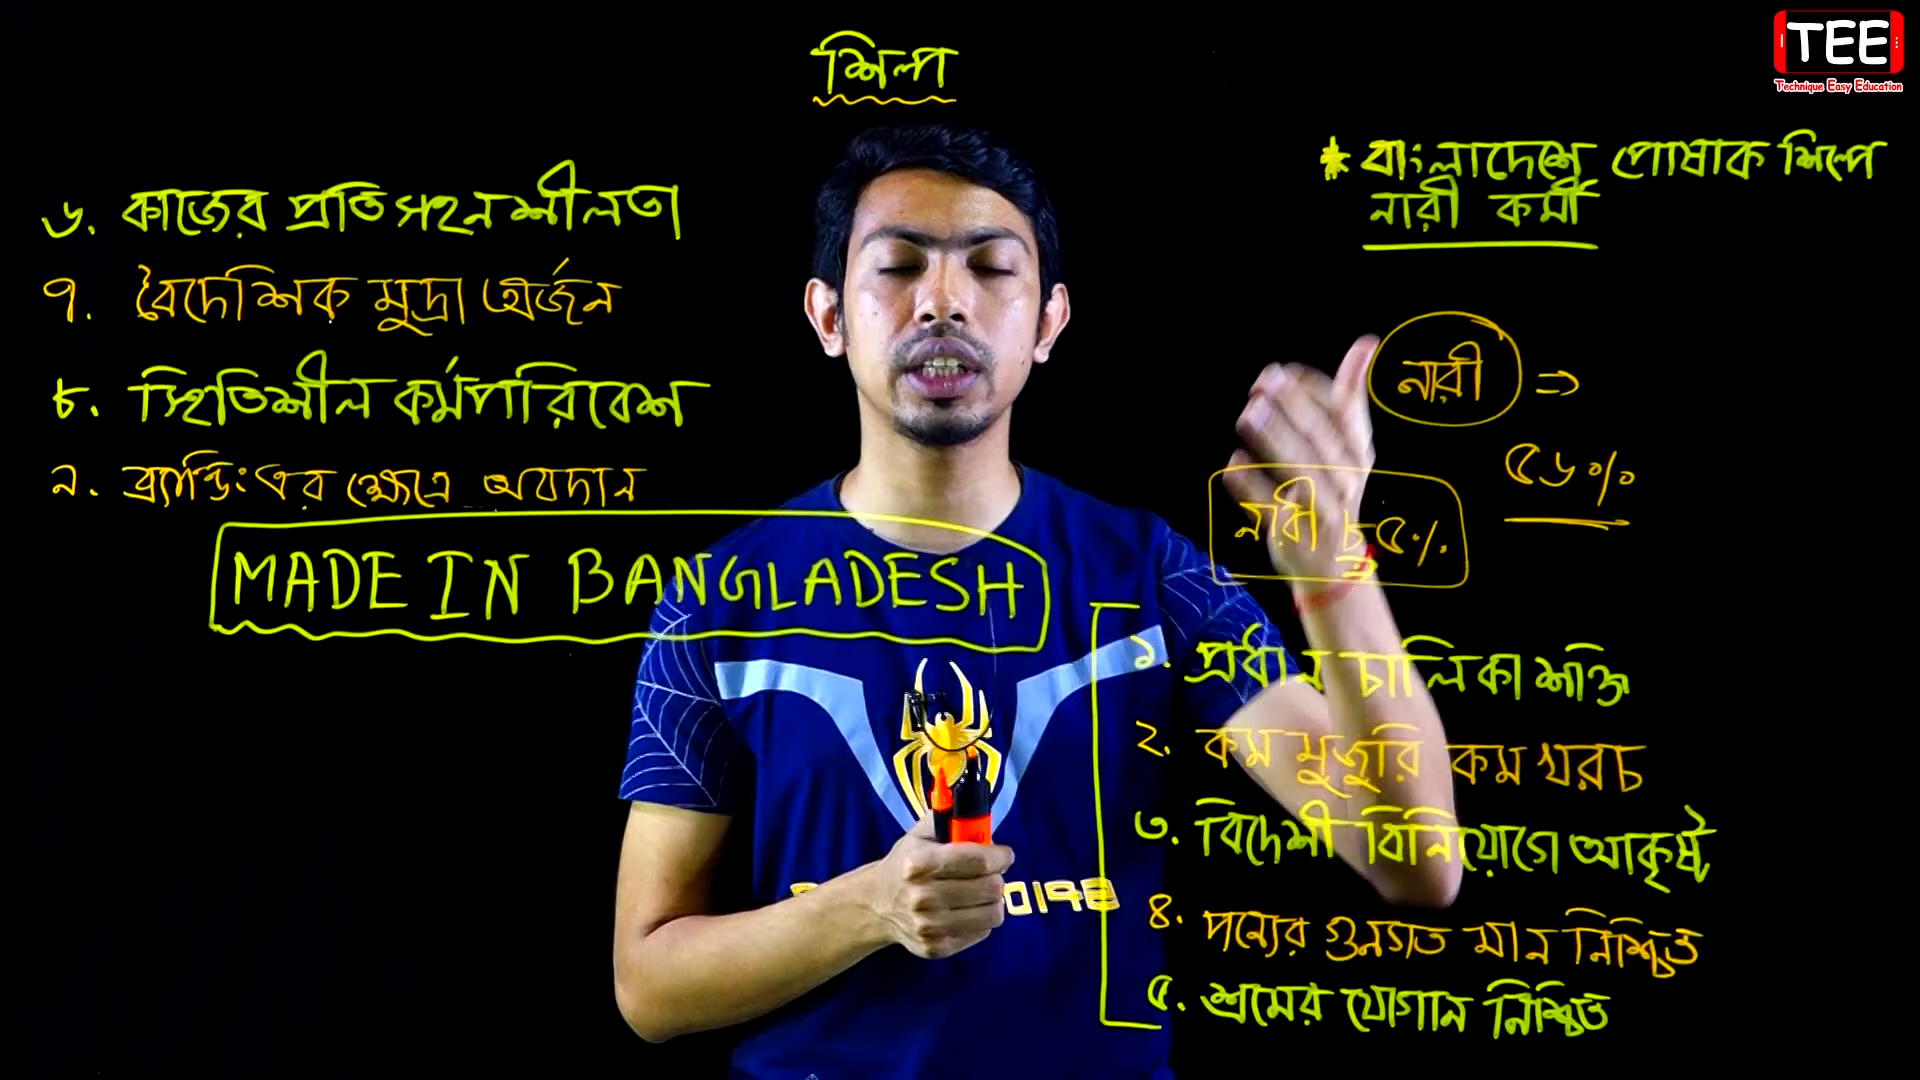 শিল্প
TEE
Technique Easy Education
* বাংলাদেশে পোষাক শিল্পে
নারী কর্মী
নারী ⇒
৫৬%
নারী ৮৫%
১. প্রধান চালিকা শক্তি
২. কম মুজুরি কম খরচ
৩. বিদেশী বিনিয়োগে আকৃষ্ট
৪. পন্যের গুনগত মান নিশ্চিত
৫. শ্রমের যোগান নিশ্চিত
৬. কাজের প্রতি সহনশীলতা
৭. বৈদেশিক মুদ্রা অর্জন
৮. স্থিতিশীল কর্মপরিবেশ
৯. ব্র্যান্ডিং এর ক্ষেত্রে অবদান
MADE IN BANGLADESH